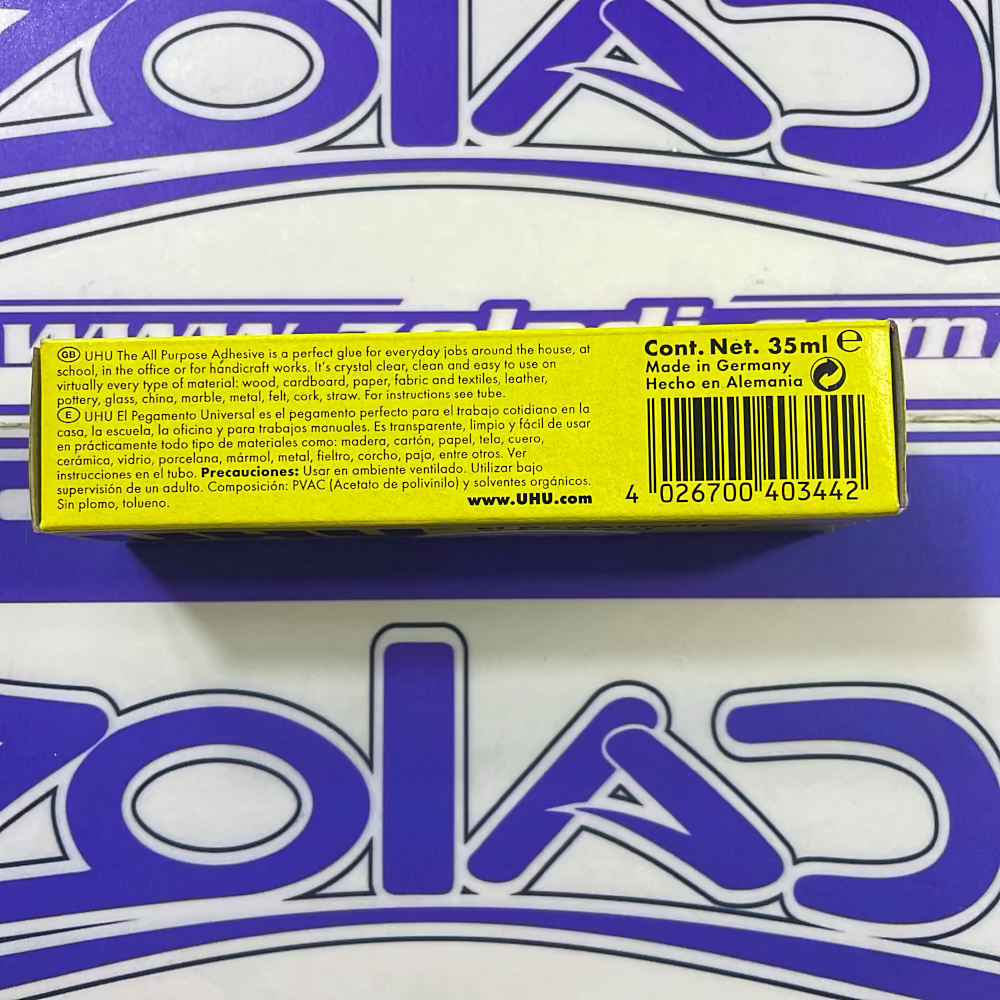 zolad
www.zoladi.com
GB UHU The All Purpose Adhesive is a perfect glue for everyday jobs around the house, at
school, in the office or for handicraft works. It's crystal clear, clean and easy to use on
virtually every type of material: wood, cardboard, paper, fabric and textiles, leather,
pottery, glass, china, marble, metal, felt, cork, straw. For instructions see tube.
E UHU El Pegamento Universal es el pegamento perfecto para el trabajo cotidiano en la
casa, la escuela, la oficina y para trabajos manuales. Es transparente, limpio y fácil de usar
en prácticamente todo tipo de materiales como: madera, cartón, papel, tela, cuero,
cerámica, vidrio, porcelana, mármol, metal, fieltro, corcho, paja, entre otros. Ver
instrucciones en el tubo. Precauciones: Usar en ambiente ventilado. Utilizar bajo
supervisión de un adulto. Composición: PVAC (Acetato de polivinilo) y solventes orgánicos.
Sin plomo, tolueno.
www.UHU.com
Cont. Net. 35ml e
Made in Germany
Hecho en Alemania
4 026700 403442
zolad